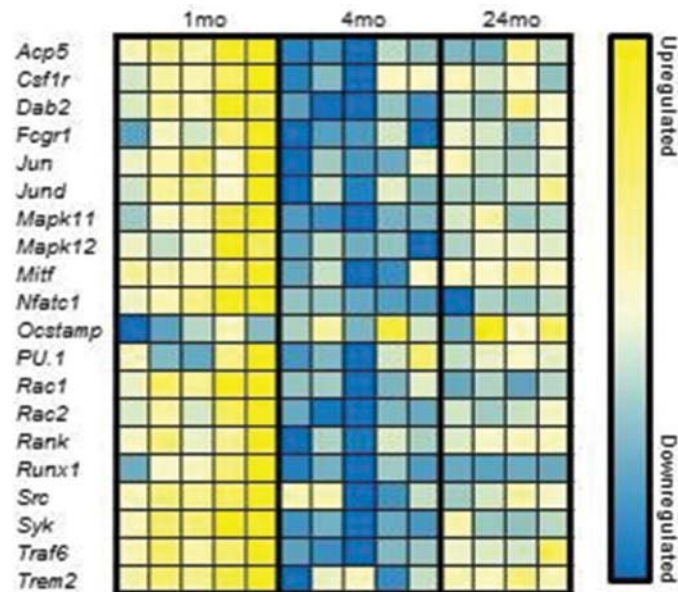 1mo 4mo 24mo
Acp5
Csf1r
Dab2
Fcgr1
Jun
Jund
Mapk11
Mapk12
Mitf
Nfatc1
Ocstamp
PU.1
Rac1
Rac2
Rank
Runx1
Src
Syk
Traf6
Trem2
Upregulated
Downregulated